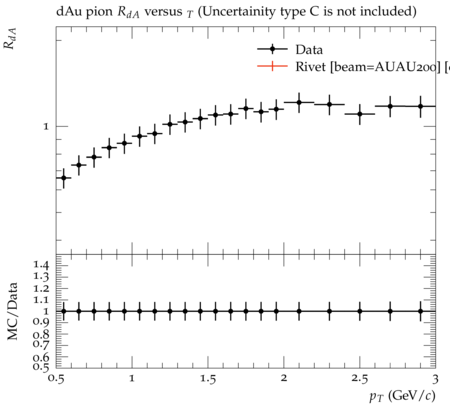 dAu pion R_dA versus _T (Uncertainity type C is not included)
R_dA
Data
Rivet [beam=AUAU200] [
1
MC/Data
1.4
1.3
1.2
1.1
1
0.9
0.8
0.7
0.6
0.5
0.5 1 1.5 2 2.5 3
p_T (GeV/c)